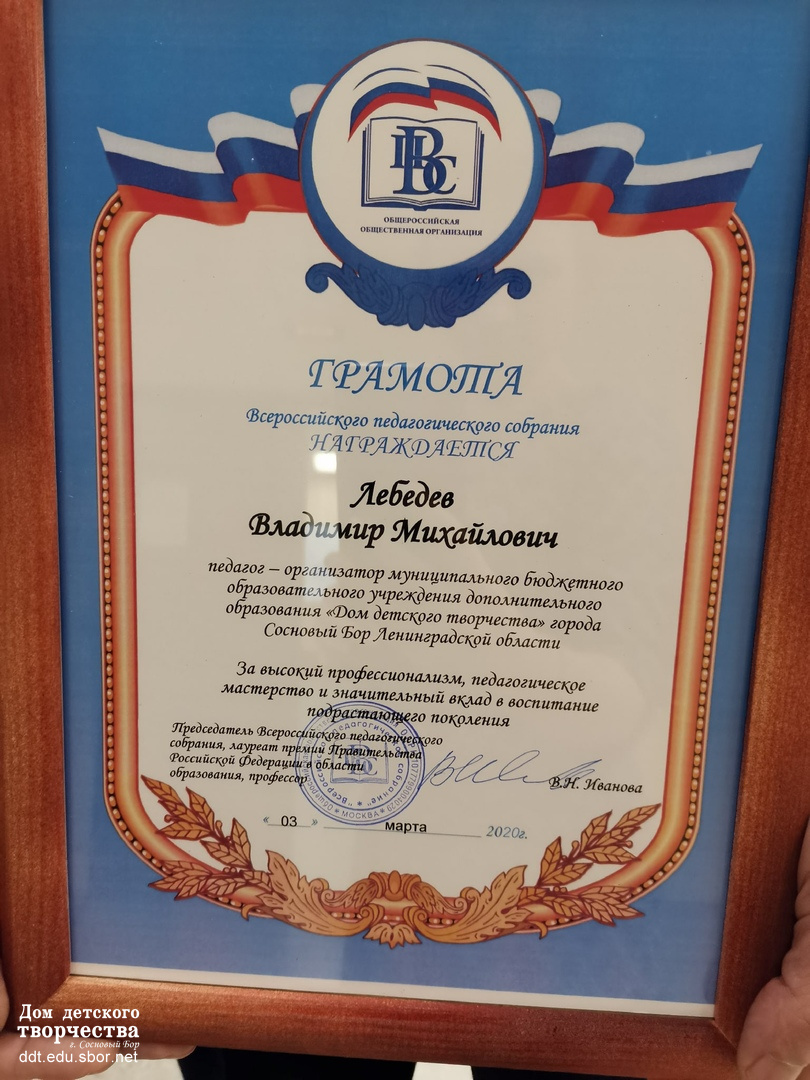 ВПС
ОБЩЕРОССИЙСКАЯ
ОБЩЕСТВЕННАЯ ОРГАНИЗАЦИЯ
ГРАМОТА
Всероссийского педагогического собрания
НАГРАЖДАЕТСЯ
Лебедев
Владимир Михайлович
педагог – организатор муниципального бюджетного
образовательного учреждения дополнительного
образования «Дом детского творчества» города
Сосновый Бор Ленинградской области
За высокий профессионализм, педагогическое
мастерство и значительный вклад в воспитание
подрастающего поколения
Председатель Всероссийского педагогического
собрания, лауреат премий Правительства
Российской Федерации в области
образования, профессор
В.Н. Иванова
МОСКВА
« 03 » марта 2020г.
Дом детского
творчества
г. Сосновый Бор
ddt.edu.sbor.net